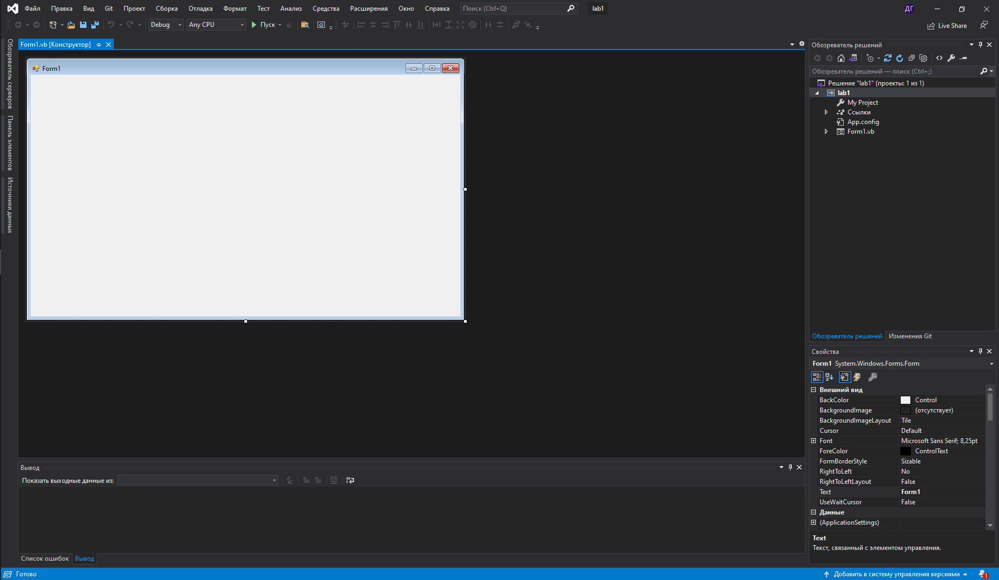 Файл Правка Вид Git Проект Сборка Отладка Формат Тест Анализ Средства Расширения Окно Справка Поиск (Ctrl+Q) lab1 ДГ
Debug Any CPU Пуск Live Share
Обозреватель серверов
Панель элементов
Источники данных
Form1.vb [Конструктор]
Form1
Обозреватель решений
Обозреватель решений — поиск (Ctrl+;)
Решение "lab1" (проекты: 1 из 1)
VB lab1
My Project
Ссылки
App.config
Form1.vb
Обозреватель решений Изменения Git
Свойства
Form1 System.Windows.Forms.Form
Внешний вид
BackColor Control
BackgroundImage (отсутствует)
BackgroundImageLayout Tile
Cursor Default
Font Microsoft Sans Serif; 8,25pt
ForeColor ControlText
FormBorderStyle Sizable
RightToLeft No
RightToLeftLayout False
Text Form1
UseWaitCursor False
Данные
(ApplicationSettings)
Text
Текст, связанный с элементом управления.
Вывод
Показать выходные данные из:
Список ошибок Вывод
Готово Добавить в систему управления версиями 1